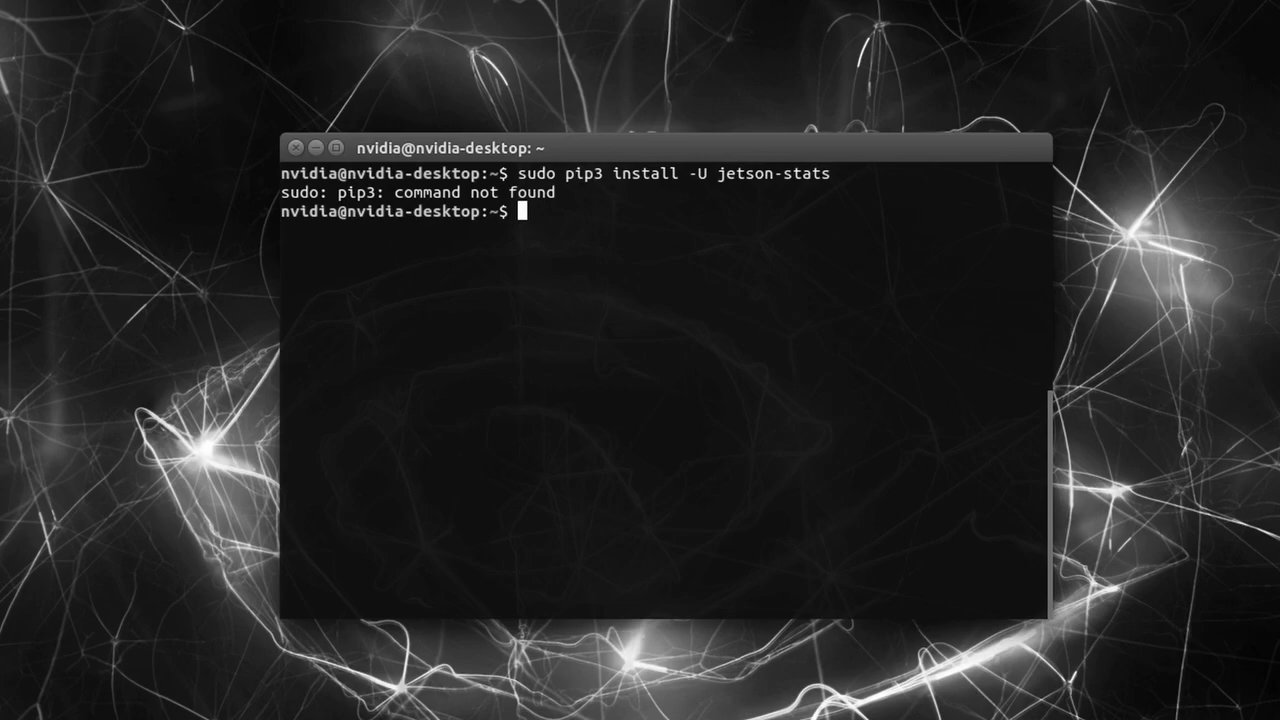 nvidia@nvidia-desktop: ~
nvidia@nvidia-desktop:~$ sudo pip3 install -U jetson-stats
sudo: pip3: command not found
nvidia@nvidia-desktop:~$